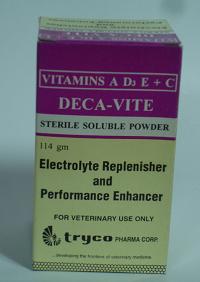 VITAMINS A D₃ E + C
DECA-VITE
STERILE SOLUBLE POWDER
114 gm
Electrolyte Replenisher
and
Performance Enhancer
FOR VETERINARY USE ONLY
tryco PHARMA CORP.
...developing the frontiers of veterinary medicine.